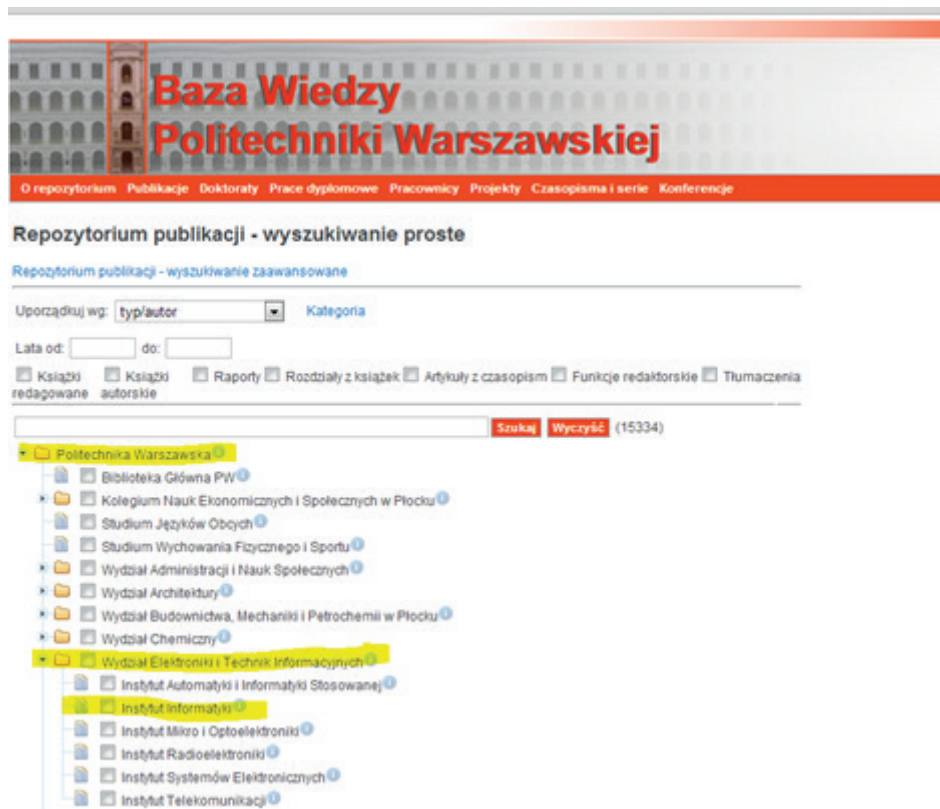 Baza Wiedzy
Politechniki Warszawskiej
O repozytorium Publikacje Doktoraty Prace dyplomowe Pracownicy Projekty Czasopisma i serie Konferencje
Repozytorium publikacji - wyszukiwanie proste
Repozytorium publikacji - wyszukiwanie zaawansowane
Uporządkuj wg: typ/autor Kategoria
Lata od: do:
Książki redagowane Książki autorskie Raporty Rozdziały z książek Artykuły z czasopism Funkcje redaktorskie Tłumaczenia
Szukaj Wyczyść (15334)
Politechnika Warszawska
Biblioteka Główna PW
Kolegium Nauk Ekonomicznych i Społecznych w Płocku
Studium Języków Obcych
Studium Wychowania Fizycznego i Sportu
Wydział Administracji i Nauk Społecznych
Wydział Architektury
Wydział Budownictwa, Mechaniki i Petrochemii w Płocku
Wydział Chemiczny
Wydział Elektroniki i Technik Informacyjnych
Instytut Automatyki i Informatyki Stosowanej
Instytut Informatyki
Instytut Mikro i Optoelektroniki
Instytut Radioelektroniki
Instytut Systemów Elektronicznych
Instytut Telekomunikacji